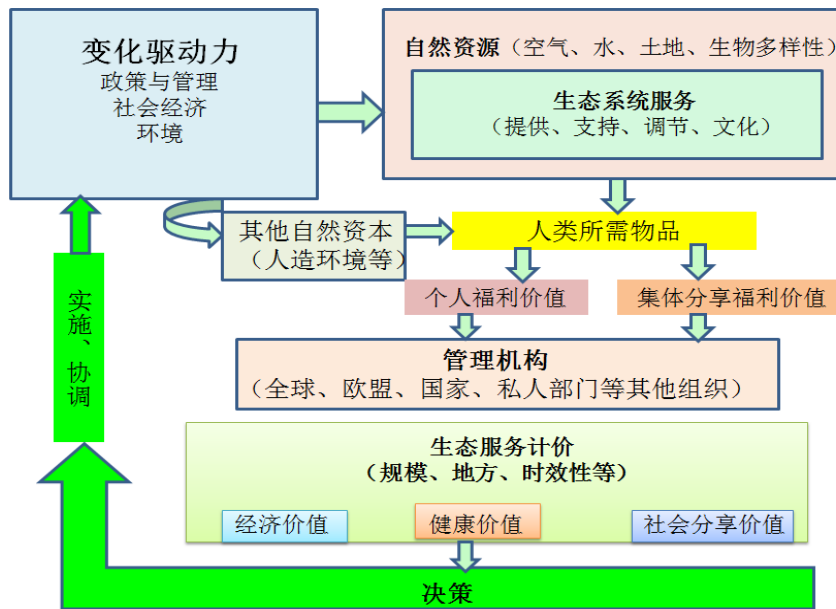 变化驱动力
政策与管理
社会经济
环境
自然资源（空气、水、土地、生物多样性）
生态系统服务
（提供、支持、调节、文化）
其他自然资本
（人造环境等）
人类所需物品
个人福利价值
集体分享福利价值
管理机构
（全球、欧盟、国家、私人部门等其他组织）
实施、协调
生态服务计价
（规模、地方、时效性等）
经济价值
健康价值
社会分享价值
决策